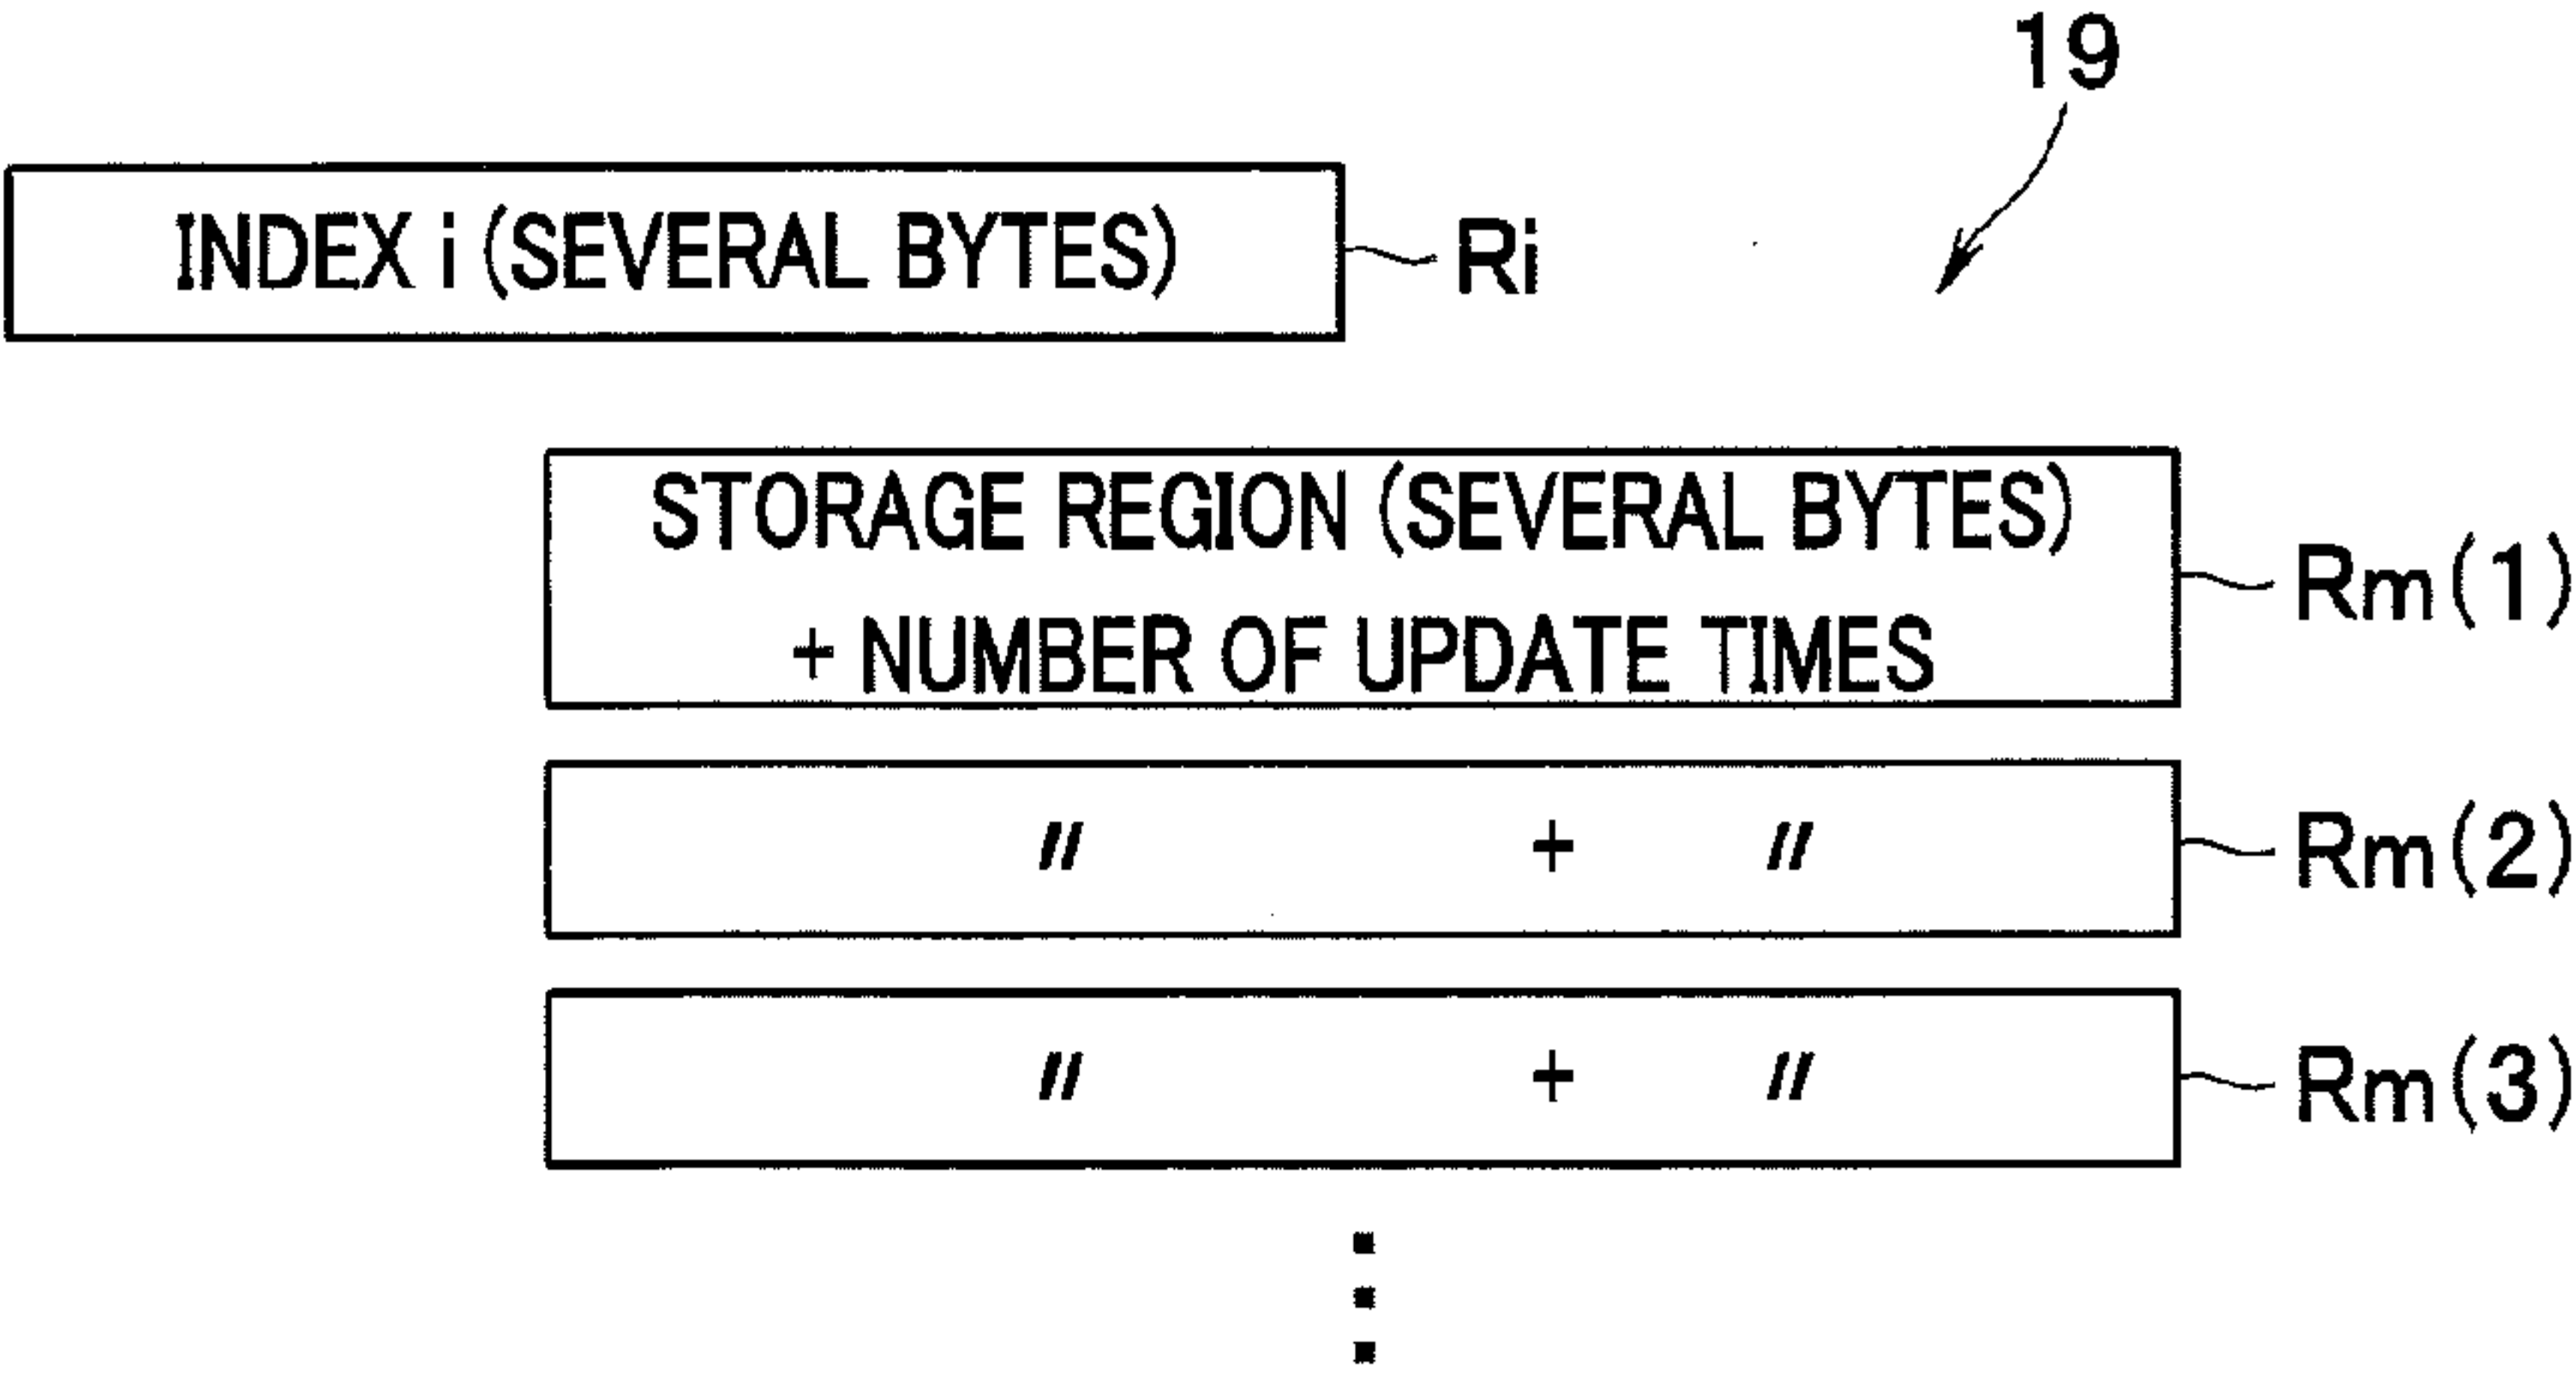 19
INDEX i (SEVERAL BYTES) Ri
STORAGE REGION (SEVERAL BYTES)
+ NUMBER OF UPDATE TIMES Rm(1)
〃 + 〃 Rm(2)
〃 + 〃 Rm(3)